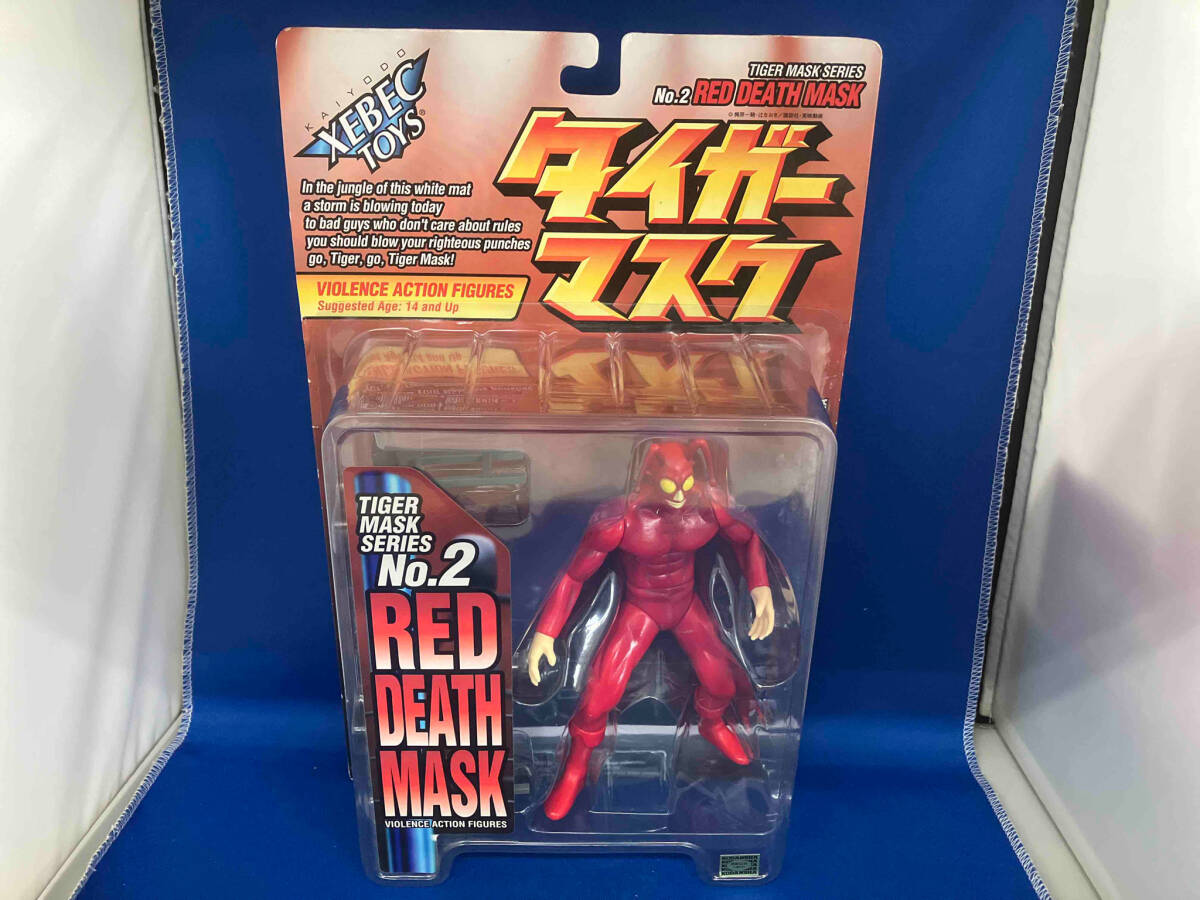 KAIYODO
XEBEC
TOYS®
TIGER MASK SERIES
No.2 RED DEATH MASK
タイガー
マスク
In the jungle of this white mat
a storm is blowing today
to bad guys who don't care about rules
you should blow your righteous punches
go, Tiger, go, Tiger Mask!
VIOLENCE ACTION FIGURES
Suggested Age: 14 and Up
TIGER
MASK
SERIES
No.2
RED
DEATH
MASK
VIOLENCE ACTION FIGURES
KODANSHA
KODANSHA